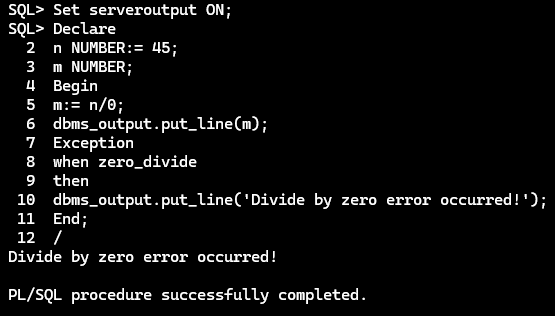 SQL> Set serveroutput ON;
SQL> Declare
  2  n NUMBER:= 45;
  3  m NUMBER;
  4  Begin
  5  m:= n/0;
  6  dbms_output.put_line(m);
  7  Exception
  8  when zero_divide
  9  then
 10  dbms_output.put_line('Divide by zero error occurred!');
 11  End;
 12  /
Divide by zero error occurred!

PL/SQL procedure successfully completed.